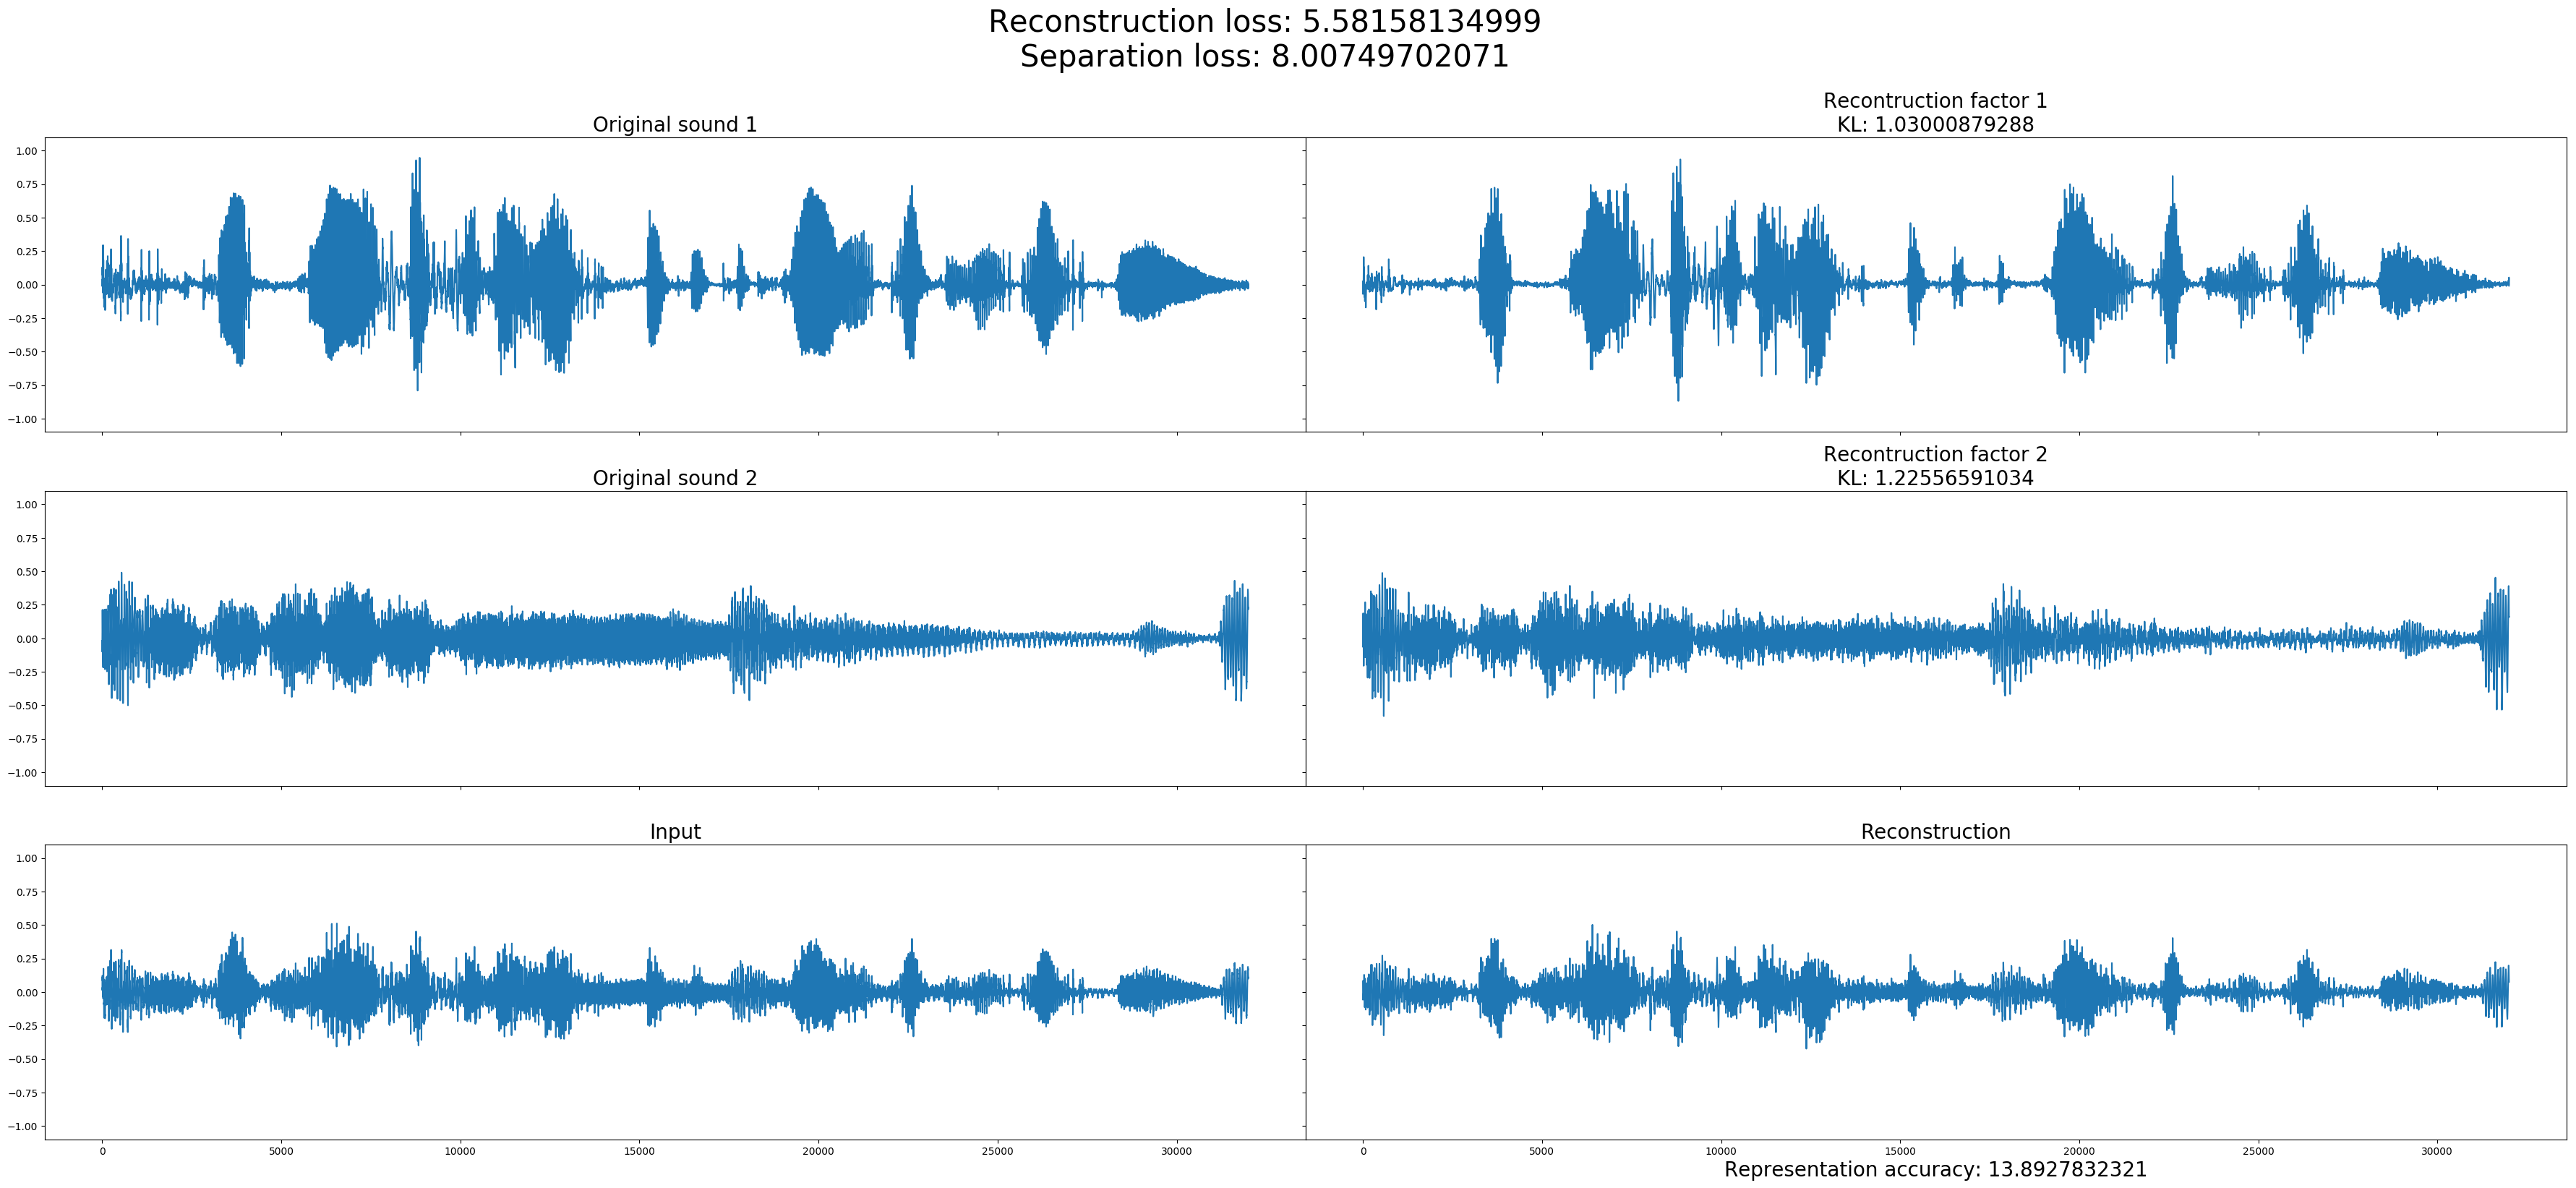 Reconstruction loss: 5.58158134999
Separation loss: 8.00749702071
Original sound 1
Recontruction factor 1
KL: 1.03000879288
1.00
0.75
0.50
0.25
0.00
−0.25
−0.50
−0.75
−1.00
Original sound 2
Recontruction factor 2
KL: 1.22556591034
1.00
0.75
0.50
0.25
0.00
−0.25
−0.50
−0.75
−1.00
Input
Reconstruction
1.00
0.75
0.50
0.25
0.00
−0.25
−0.50
−0.75
−1.00
0 5000 10000 15000 20000 25000 30000 0 5000 10000 15000 20000 25000 30000
Representation accuracy: 13.8927832321